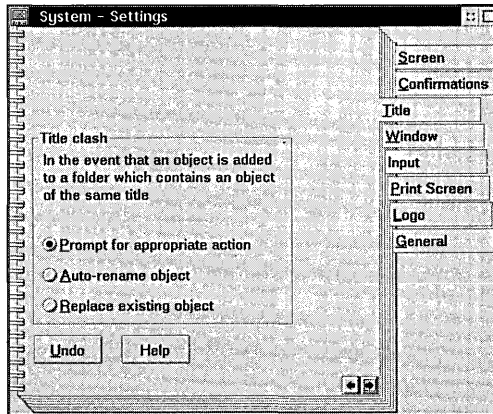 System - Settings
Screen
Confirmations
Title
Window
Input
Print Screen
Logo
General
Title clash
In the event that an object is added
to a folder which contains an object
of the same title
Prompt for appropriate action
Auto-rename object
Replace existing object
Undo
Help